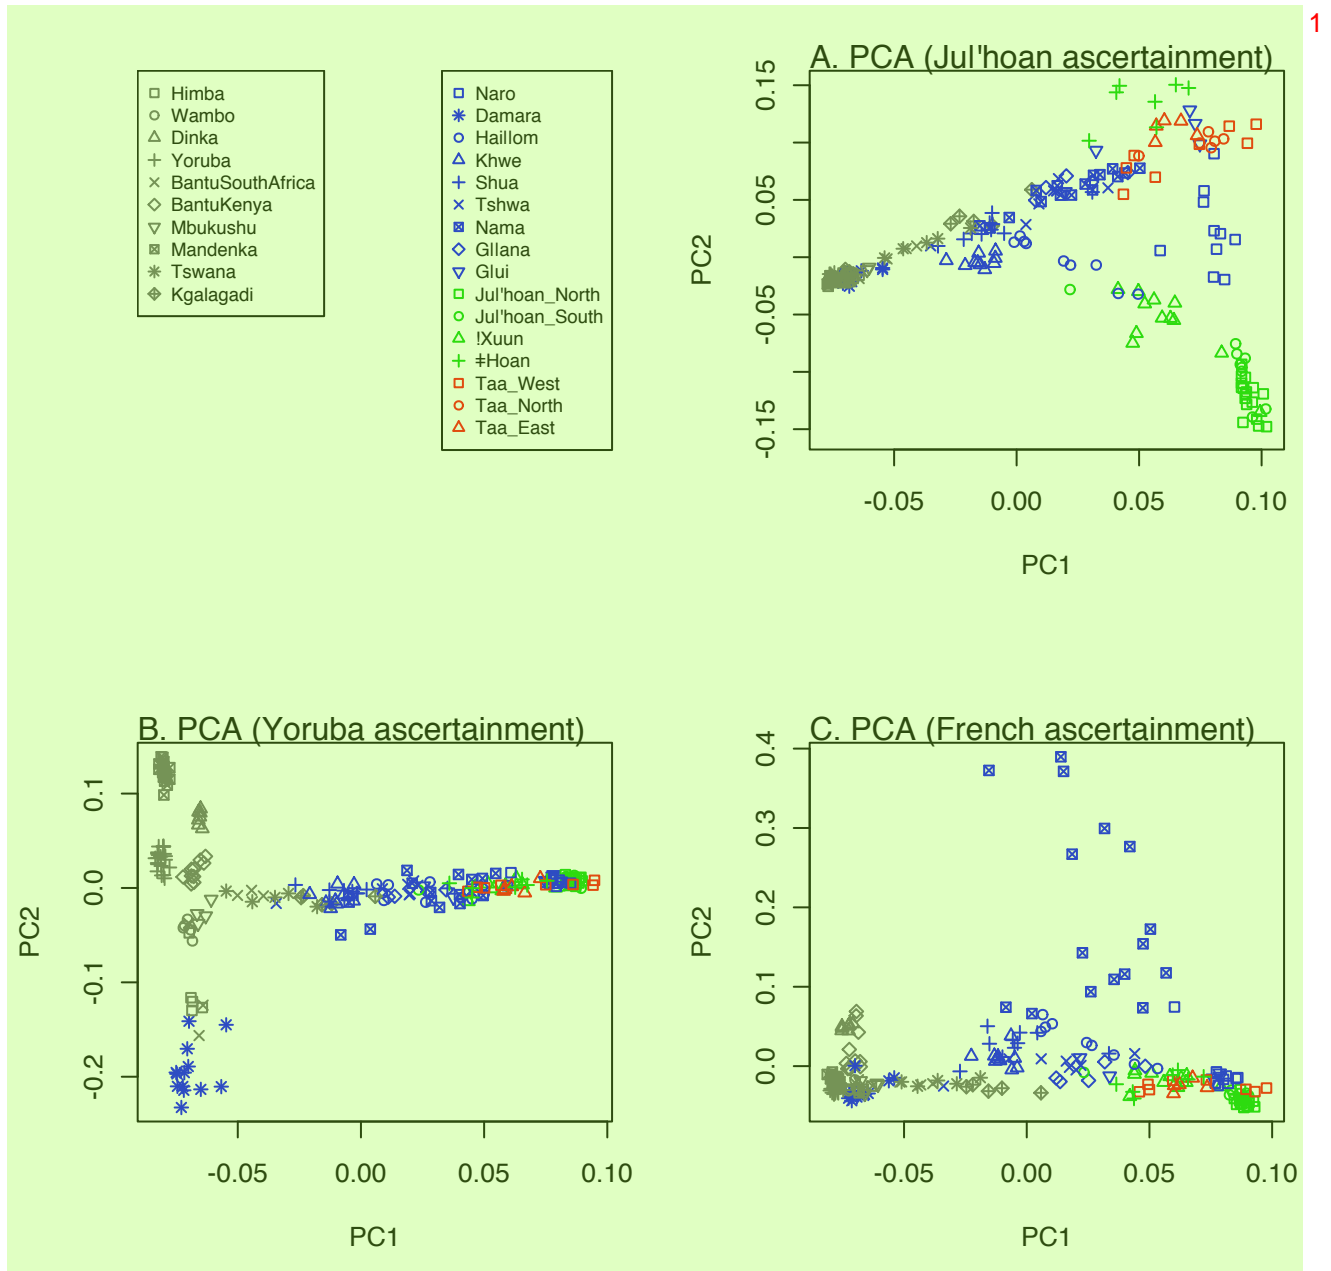 1
Himba
Wambo
Dinka
Yoruba
BantuSouthAfrica
BantuKenya
Mbukushu
Mandenka
Tswana
Kgalagadi
Naro
Damara
Haillom
Khwe
Shua
Tshwa
Nama
Gllana
Glui
Jul'hoan_North
Jul'hoan_South
!Xuun
ǂHoan
Taa_West
Taa_North
Taa_East
A. PCA (Jul'hoan ascertainment)
PC2
0.15
0.05
-0.05
-0.15
-0.05 0.00 0.05 0.10
PC1
B. PCA (Yoruba ascertainment)
PC2
0.1
0.0
-0.1
-0.2
-0.05 0.00 0.05 0.10
PC1
C. PCA (French ascertainment)
PC2
0.4
0.3
0.2
0.1
0.0
-0.05 0.00 0.05 0.10
PC1